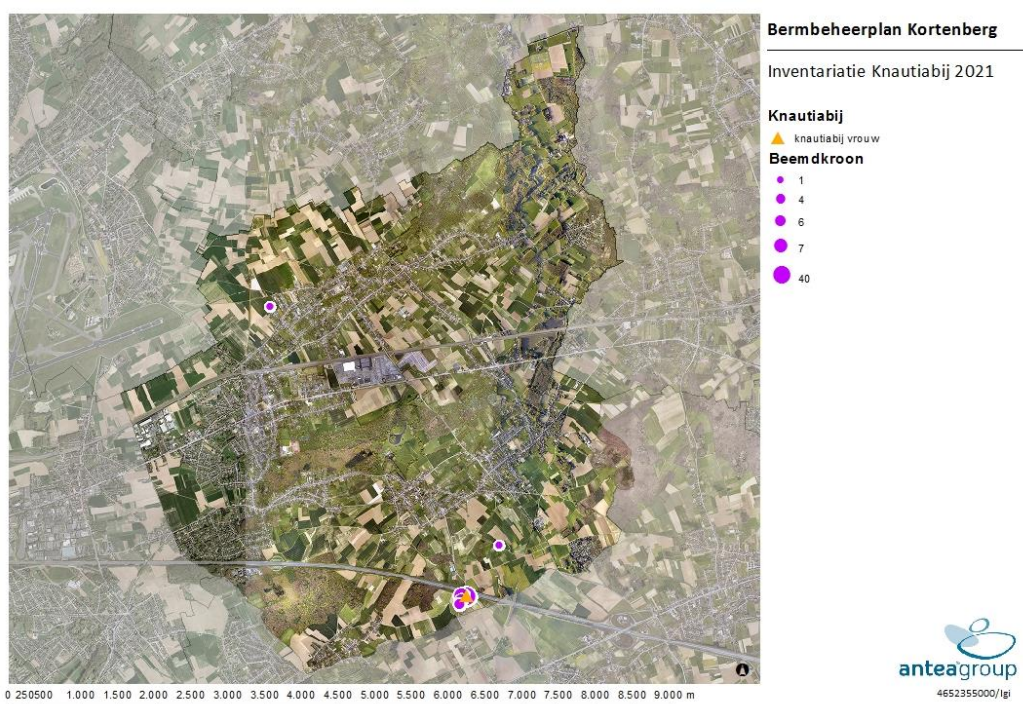 Bermbeheerplan Kortenberg
Inventariatie Knautiabij 2021
Knautiabij
knautiabij vrouw
Beemdkroon
1
4
6
7
40
anteagroup
4652355000/lgi
0 250500 1.000 1.500 2.000 2.500 3.000 3.500 4.000 4.500 5.000 5.500 6.000 6.500 7.000 7.500 8.000 8.500 9.000 m